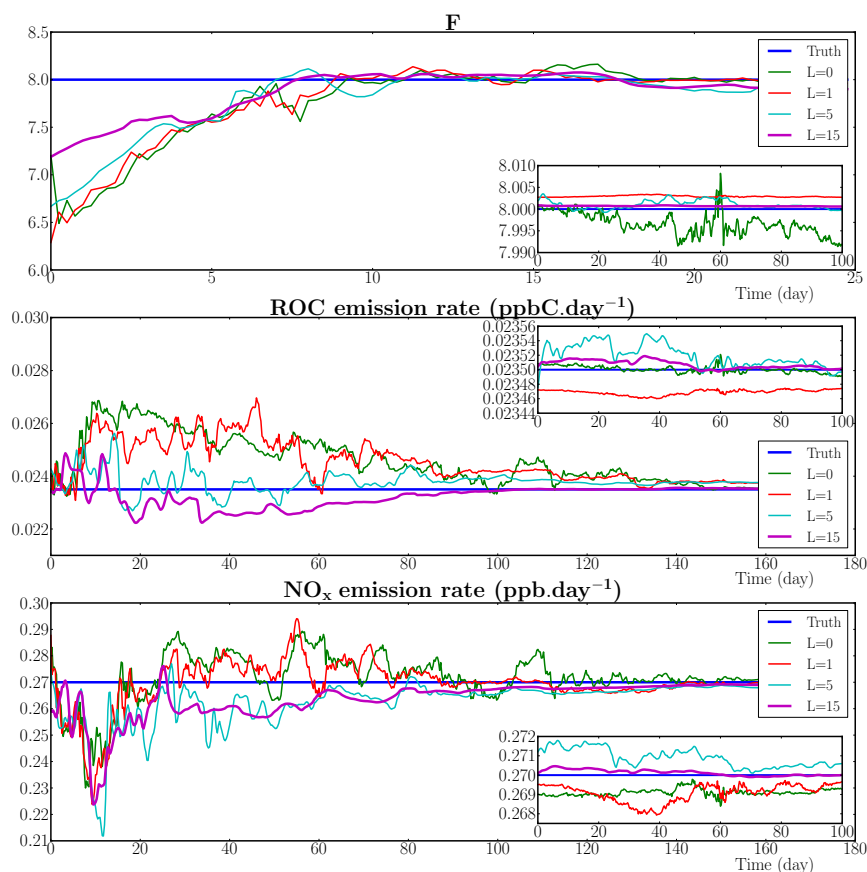 F
8.5
8.0
7.5
7.0
6.5
6.0
Truth
L=0
L=1
L=5
L=15
8.010
8.005
8.000
7.995
7.990
0 20 40 60 80 100
0 5 10 15 20 25
Time (day)
ROC emission rate (ppbC.day⁻¹)
0.030
0.028
0.026
0.024
0.022
0.02356
0.02354
0.02350
0.02346
0.02344
0 20 40 60 80 100
Truth
L=0
L=1
L=5
L=15
0 20 40 60 80 100 120 140 160 180
Time (day)
NOₓ emission rate (ppb.day⁻¹)
0.30
0.29
0.28
0.27
0.26
0.25
0.24
0.23
0.22
0.21
Truth
L=0
L=1
L=5
L=15
0.272
0.271
0.270
0.269
0.268
0 20 40 60 80 100
0 20 40 60 80 100 120 140 160 180
Time (day)